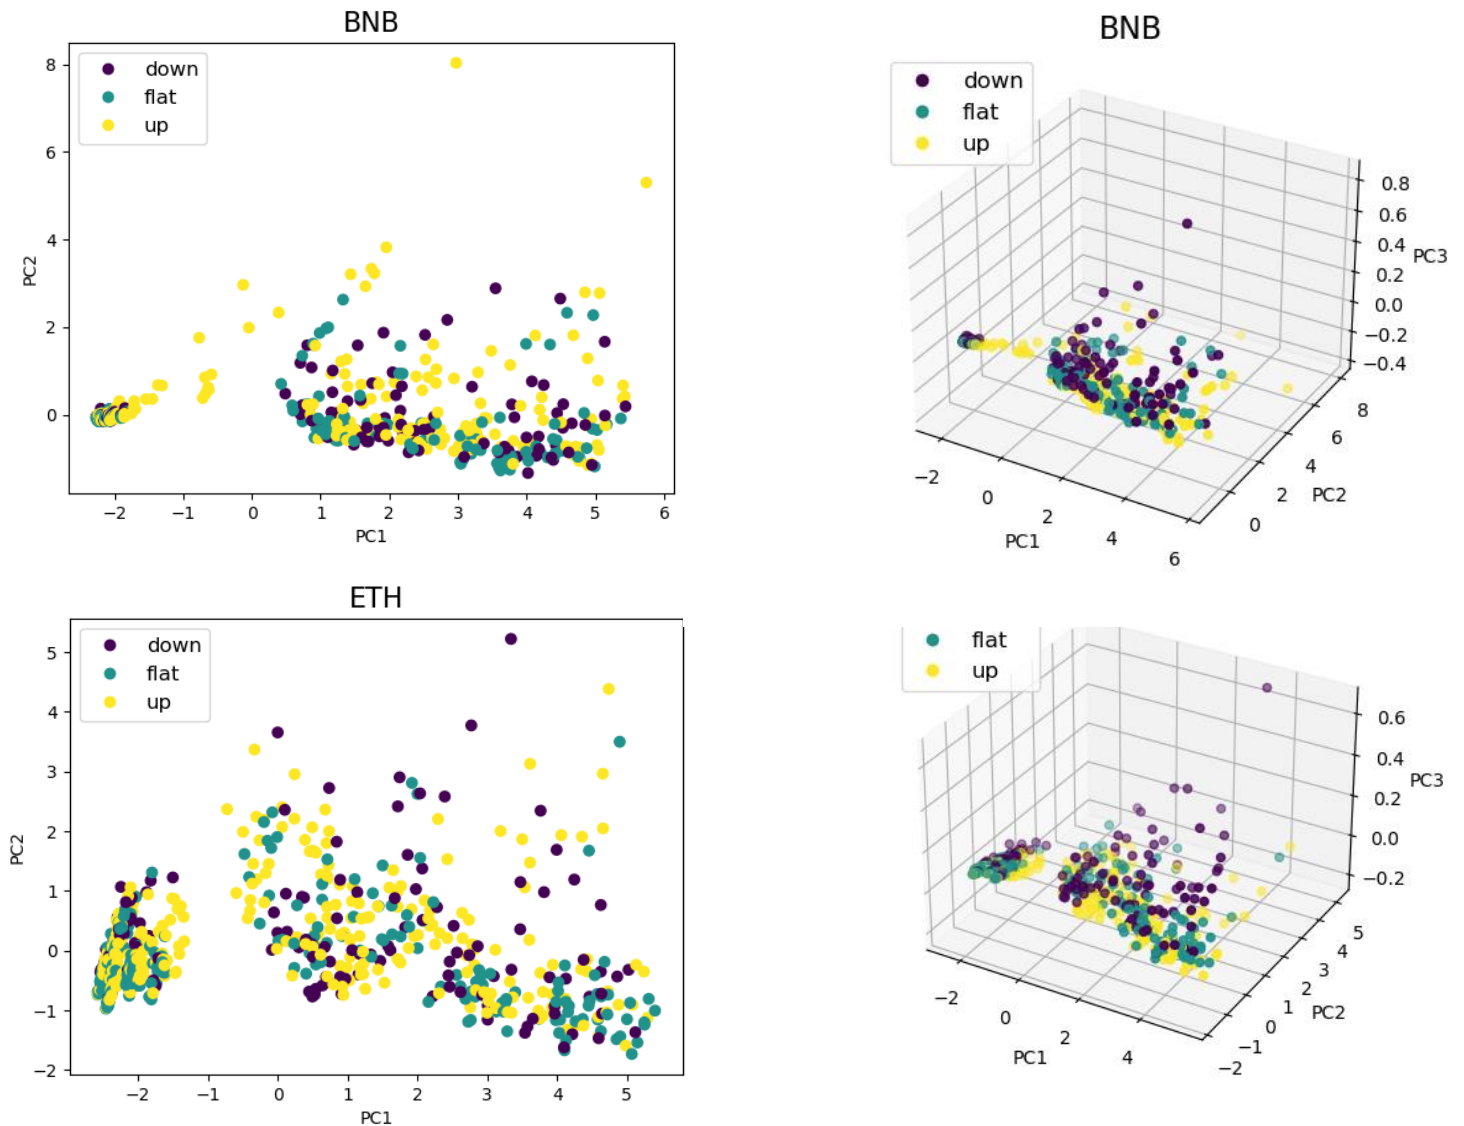 BNB
down
flat
up
8
6
4
2
0
PC2
−2 −1 0 1 2 3 4 5 6
PC1
BNB
down
flat
up
0.8
0.6
0.4
0.2
0.0
−0.2
−0.4
PC3
−2 0 2 4 6
PC1
0 2 4 6 8
PC2
ETH
down
flat
up
5
4
3
2
1
0
−1
−2
PC2
−2 −1 0 1 2 3 4 5
PC1
flat
up
0.6
0.4
0.2
0.0
−0.2
PC3
−2 0 2 4
PC1
−2 −1 0 1 2 3 4 5
PC2